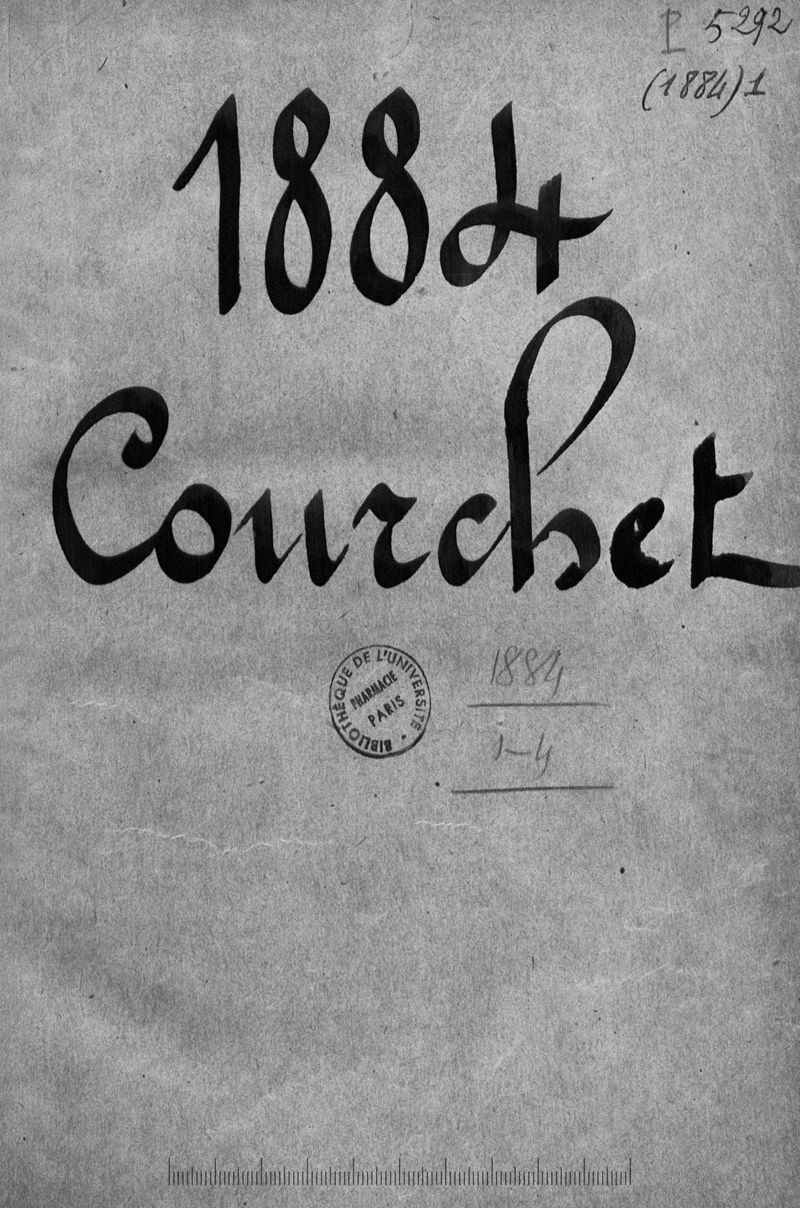 P 5292
(1884) 1
1884
Courchet
BIBLIOTHÈQUE DE L'UNIVERSITÉ -
PHARMACIE
PARIS
1884
1-4